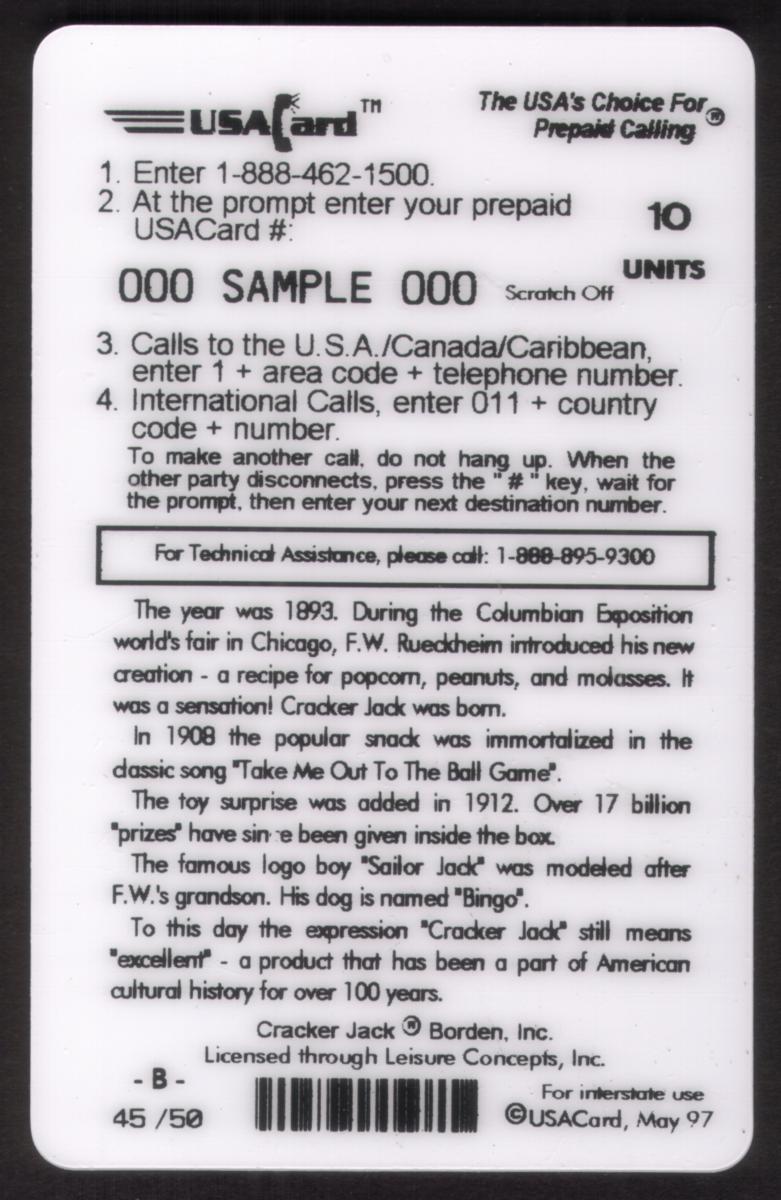 USACard™
The USA's Choice For
Prepaid Calling®
1. Enter 1-888-462-1500.
2. At the prompt enter your prepaid
USACard #:
10
UNITS
000 SAMPLE 000 Scratch Off
3. Calls to the U.S.A./Canada/Caribbean,
enter 1 + area code + telephone number.
4. International Calls, enter 011 + country
code + number.
To make another call, do not hang up. When the
other party disconnects, press the "#" key, wait for
the prompt, then enter your next destination number.
For Technical Assistance, please call: 1-888-895-9300
The year was 1893. During the Columbian Exposition
world's fair in Chicago, F.W. Rueckheim introduced his new
creation - a recipe for popcorn, peanuts, and molasses. It
was a sensation! Cracker Jack was born.
In 1908 the popular snack was immortalized in the
classic song "Take Me Out To The Ball Game".
The toy surprise was added in 1912. Over 17 billion
"prizes" have since been given inside the box.
The famous logo boy "Sailor Jack" was modeled after
F.W.'s grandson. His dog is named "Bingo".
To this day the expression "Cracker Jack" still means
"excellent" - a product that has been a part of American
cultural history for over 100 years.
Cracker Jack ® Borden, Inc.
Licensed through Leisure Concepts, Inc.
- B -
45 /50
For interstate use
©USACard, May 97